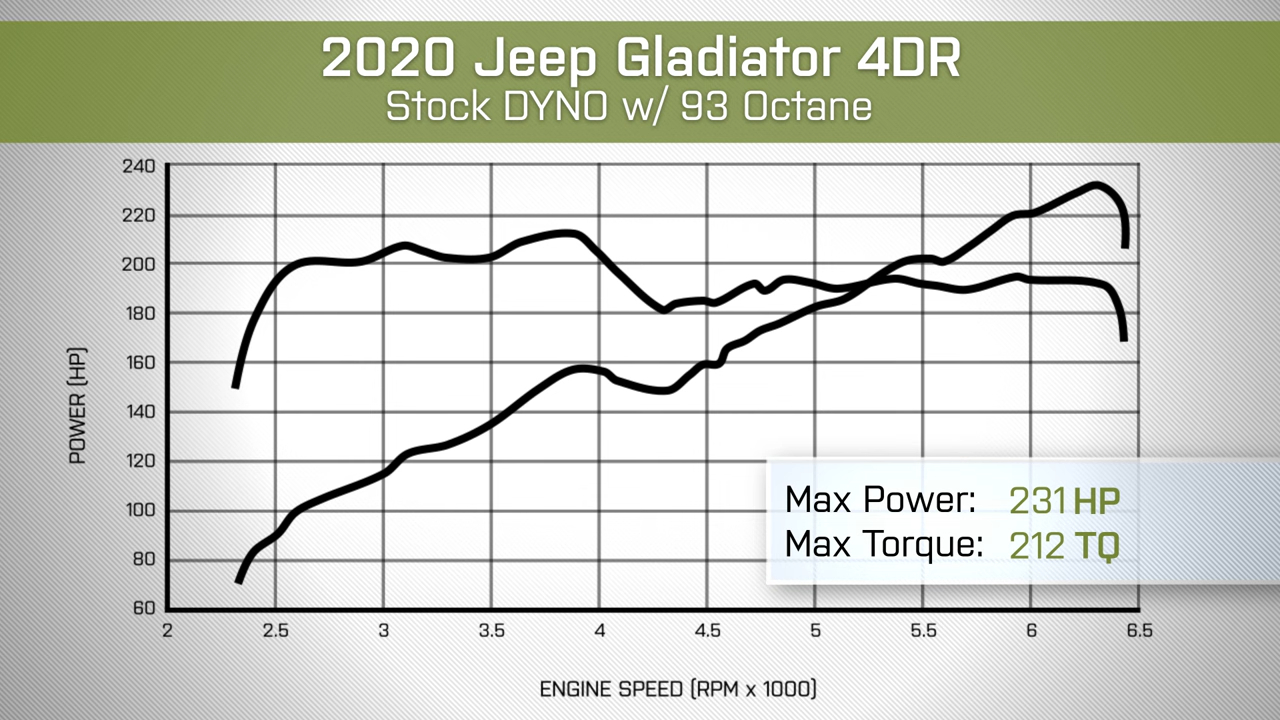 2020 Jeep Gladiator 4DR
Stock DYNO w/ 93 Octane
240
220
200
180
160
140
120
100
80
60
POWER (HP)
Max Power: 231 HP
Max Torque: 212 TQ
2 2.5 3 3.5 4 4.5 5 5.5 6 6.5
ENGINE SPEED (RPM x 1000)